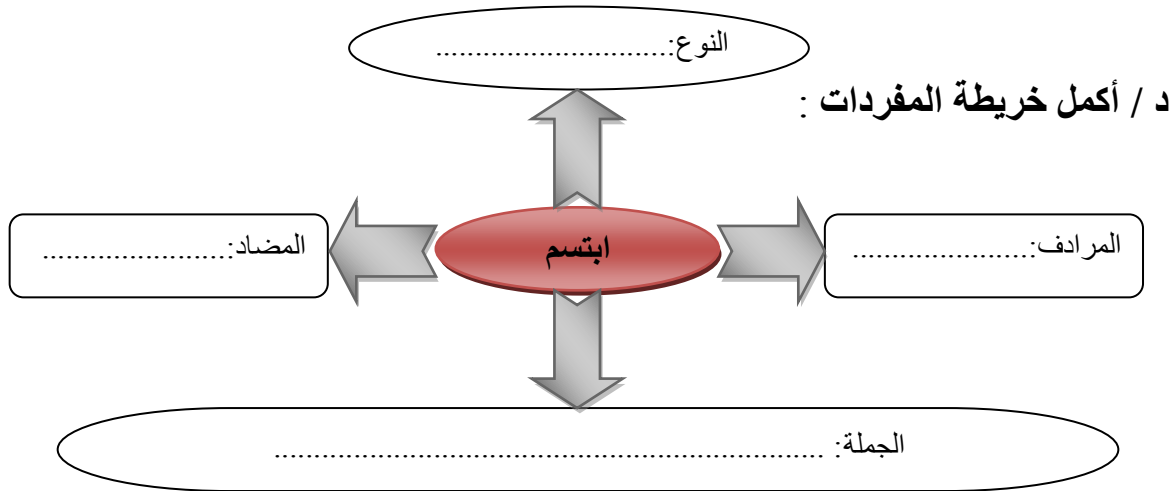 النوع:..............................
د / أكمل خريطة المفردات :
المرادف:.......................
ابتسم
المضاد:........................
الجملة: ......................................................................